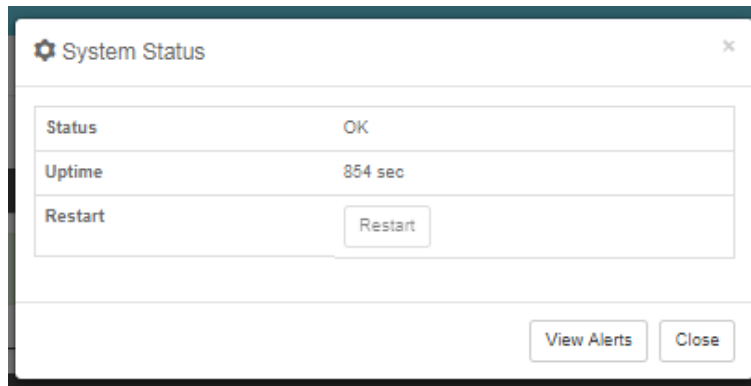 System Status
×
Status OK
Uptime 854 sec
Restart Restart
View Alerts Close